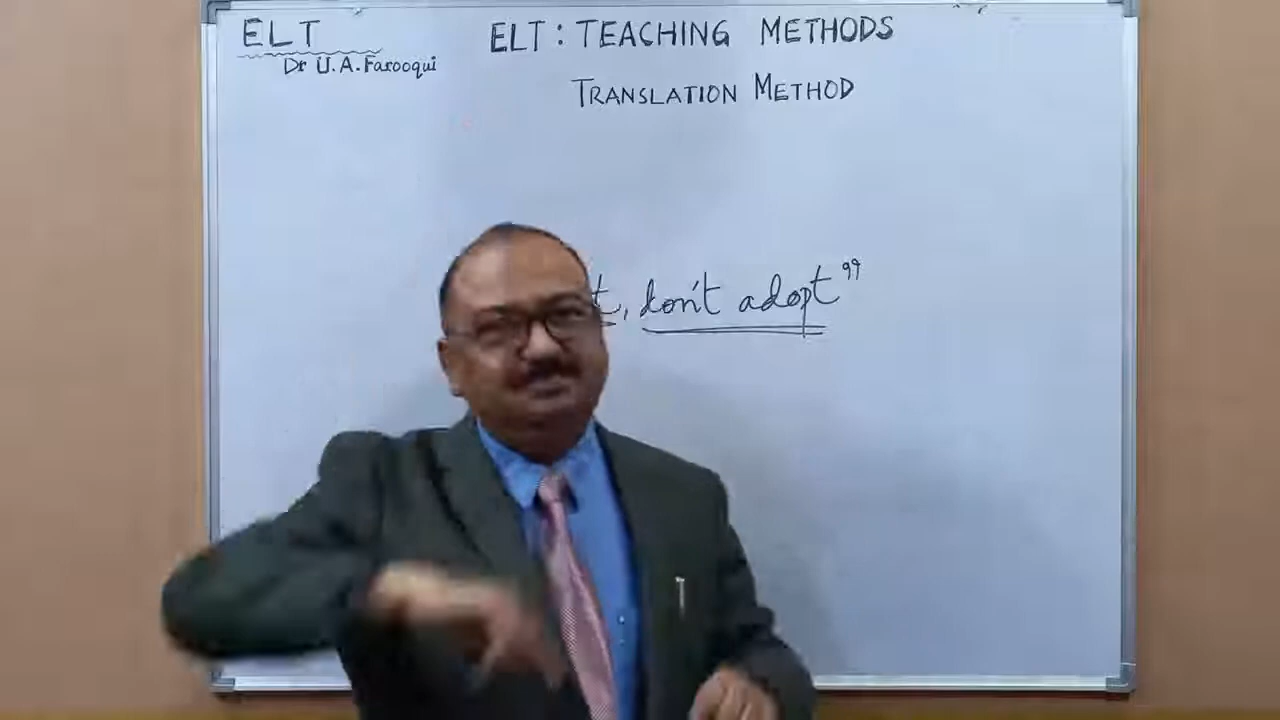 ELT
Dr U.A.Farooqui
ELT : TEACHING METHODS
TRANSLATION METHOD
, don't adopt”